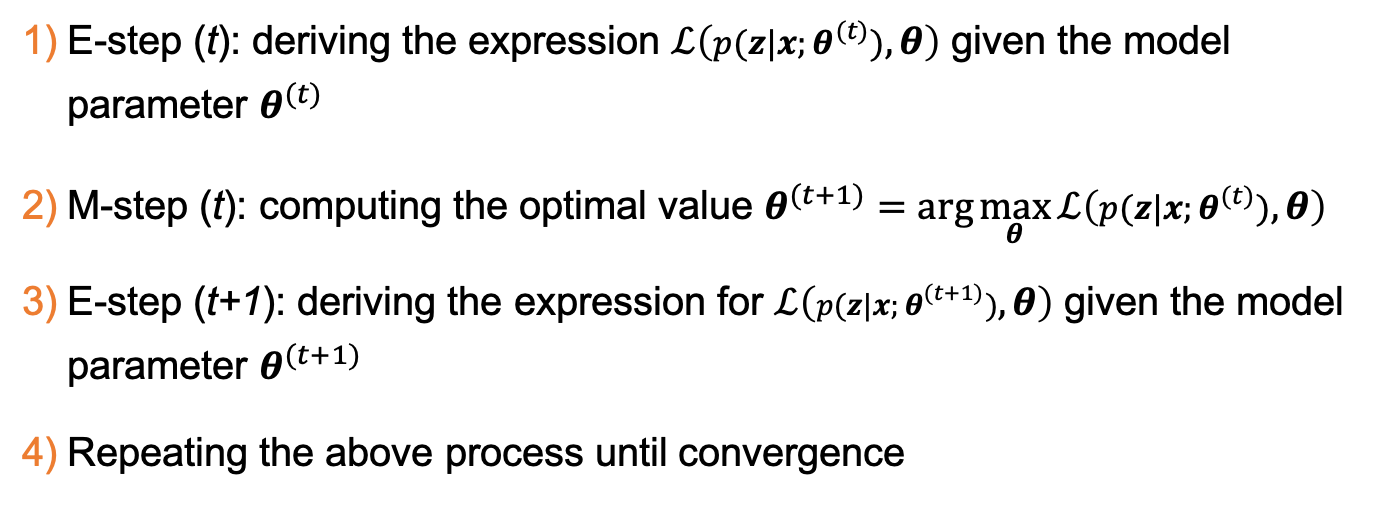 1) E-step (t): deriving the expression ℒ(p(z|x; θ^(t)), θ) given the model
parameter θ^(t)
2) M-step (t): computing the optimal value θ^(t+1) = arg max_θ ℒ(p(z|x; θ^(t)), θ)
3) E-step (t+1): deriving the expression for ℒ(p(z|x; θ^(t+1)), θ) given the model
parameter θ^(t+1)
4) Repeating the above process until convergence